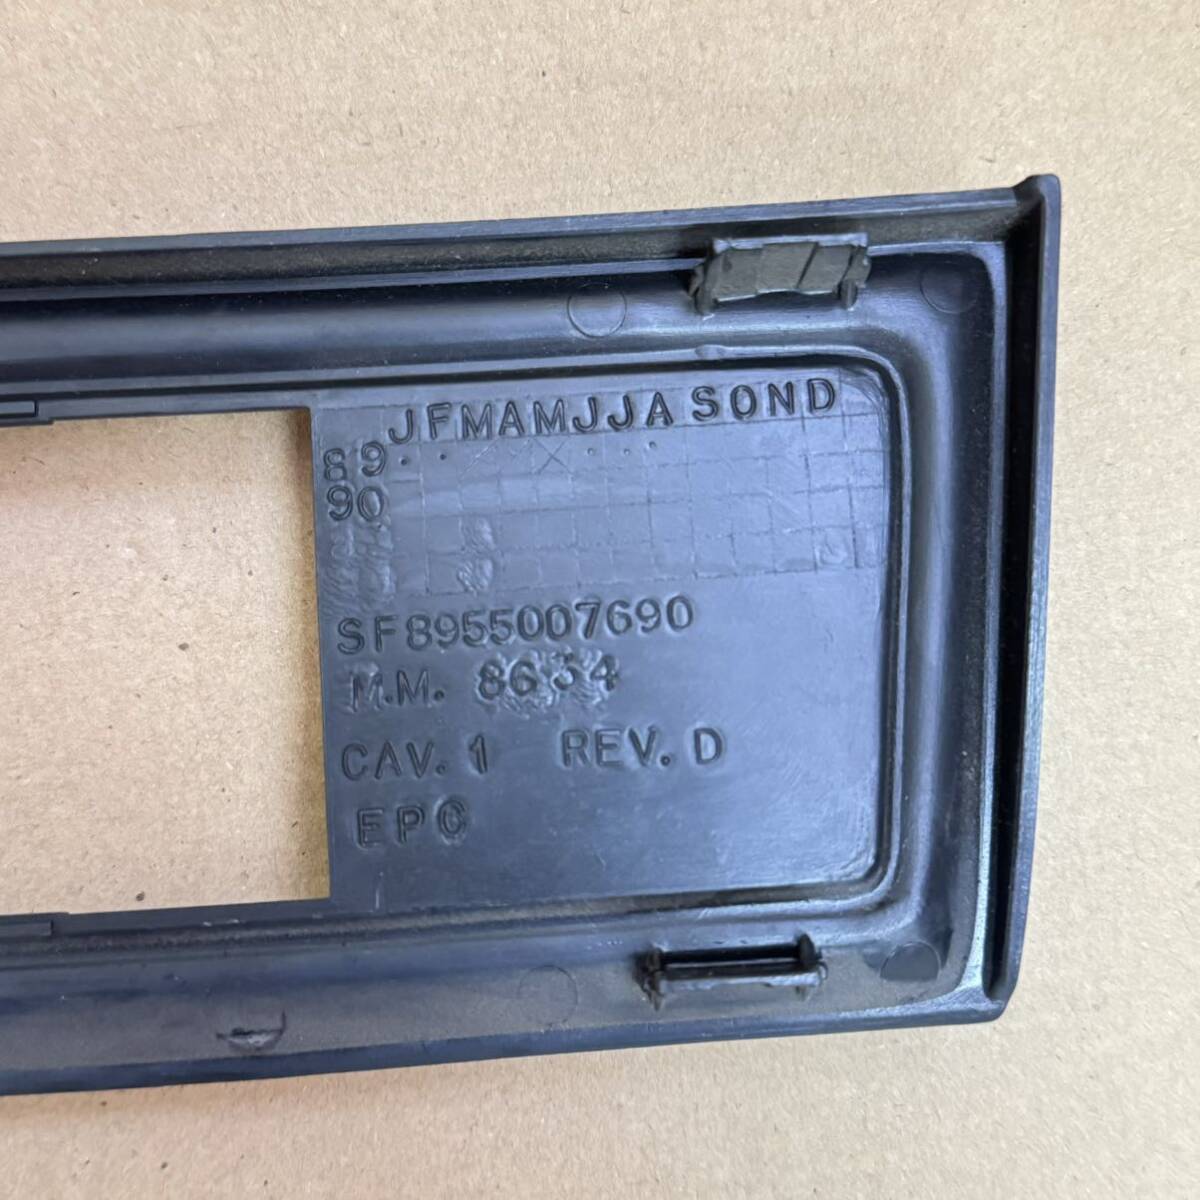 JFMAMJJASOND
89
90
SF8955007690
M.M. 8634
CAV. 1 REV. D
EPC